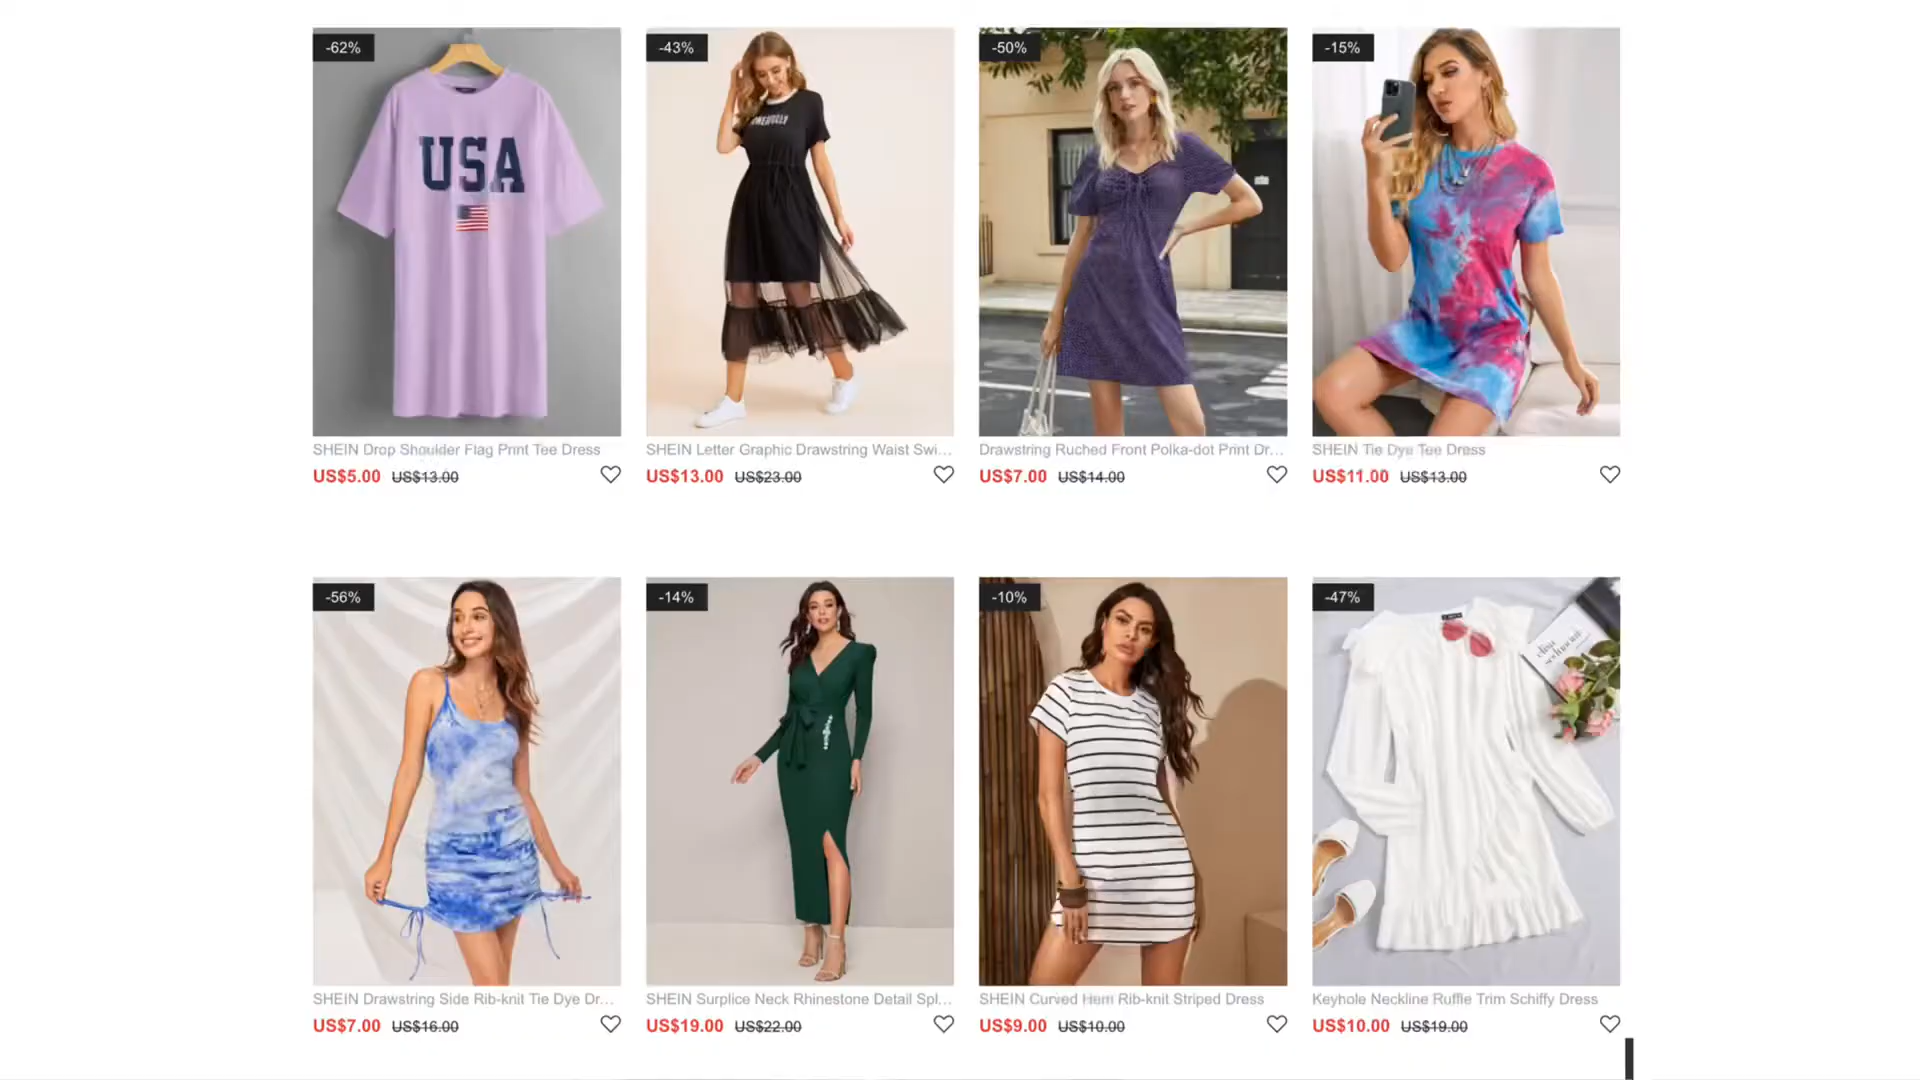 -62%
-43%
-50%
-15%
USA
SHEIN Drop Shoulder Flag Print Tee Dress
SHEIN Letter Graphic Drawstring Waist Swi...
Drawstring Ruched Front Polka-dot Print Dr...
SHEIN Tie Dye Tee Dress
US$5.00 US$13.00
US$13.00 US$23.00
US$7.00 US$14.00
US$11.00 US$13.00
-56%
-14%
-10%
-47%
SHEIN Drawstring Side Rib-knit Tie Dye Dr...
SHEIN Surplice Neck Rhinestone Detail Spl...
SHEIN Curved Hem Rib-knit Striped Dress
Keyhole Neckline Ruffle Trim Schiffy Dress
US$7.00 US$16.00
US$19.00 US$22.00
US$9.00 US$10.00
US$10.00 US$19.00